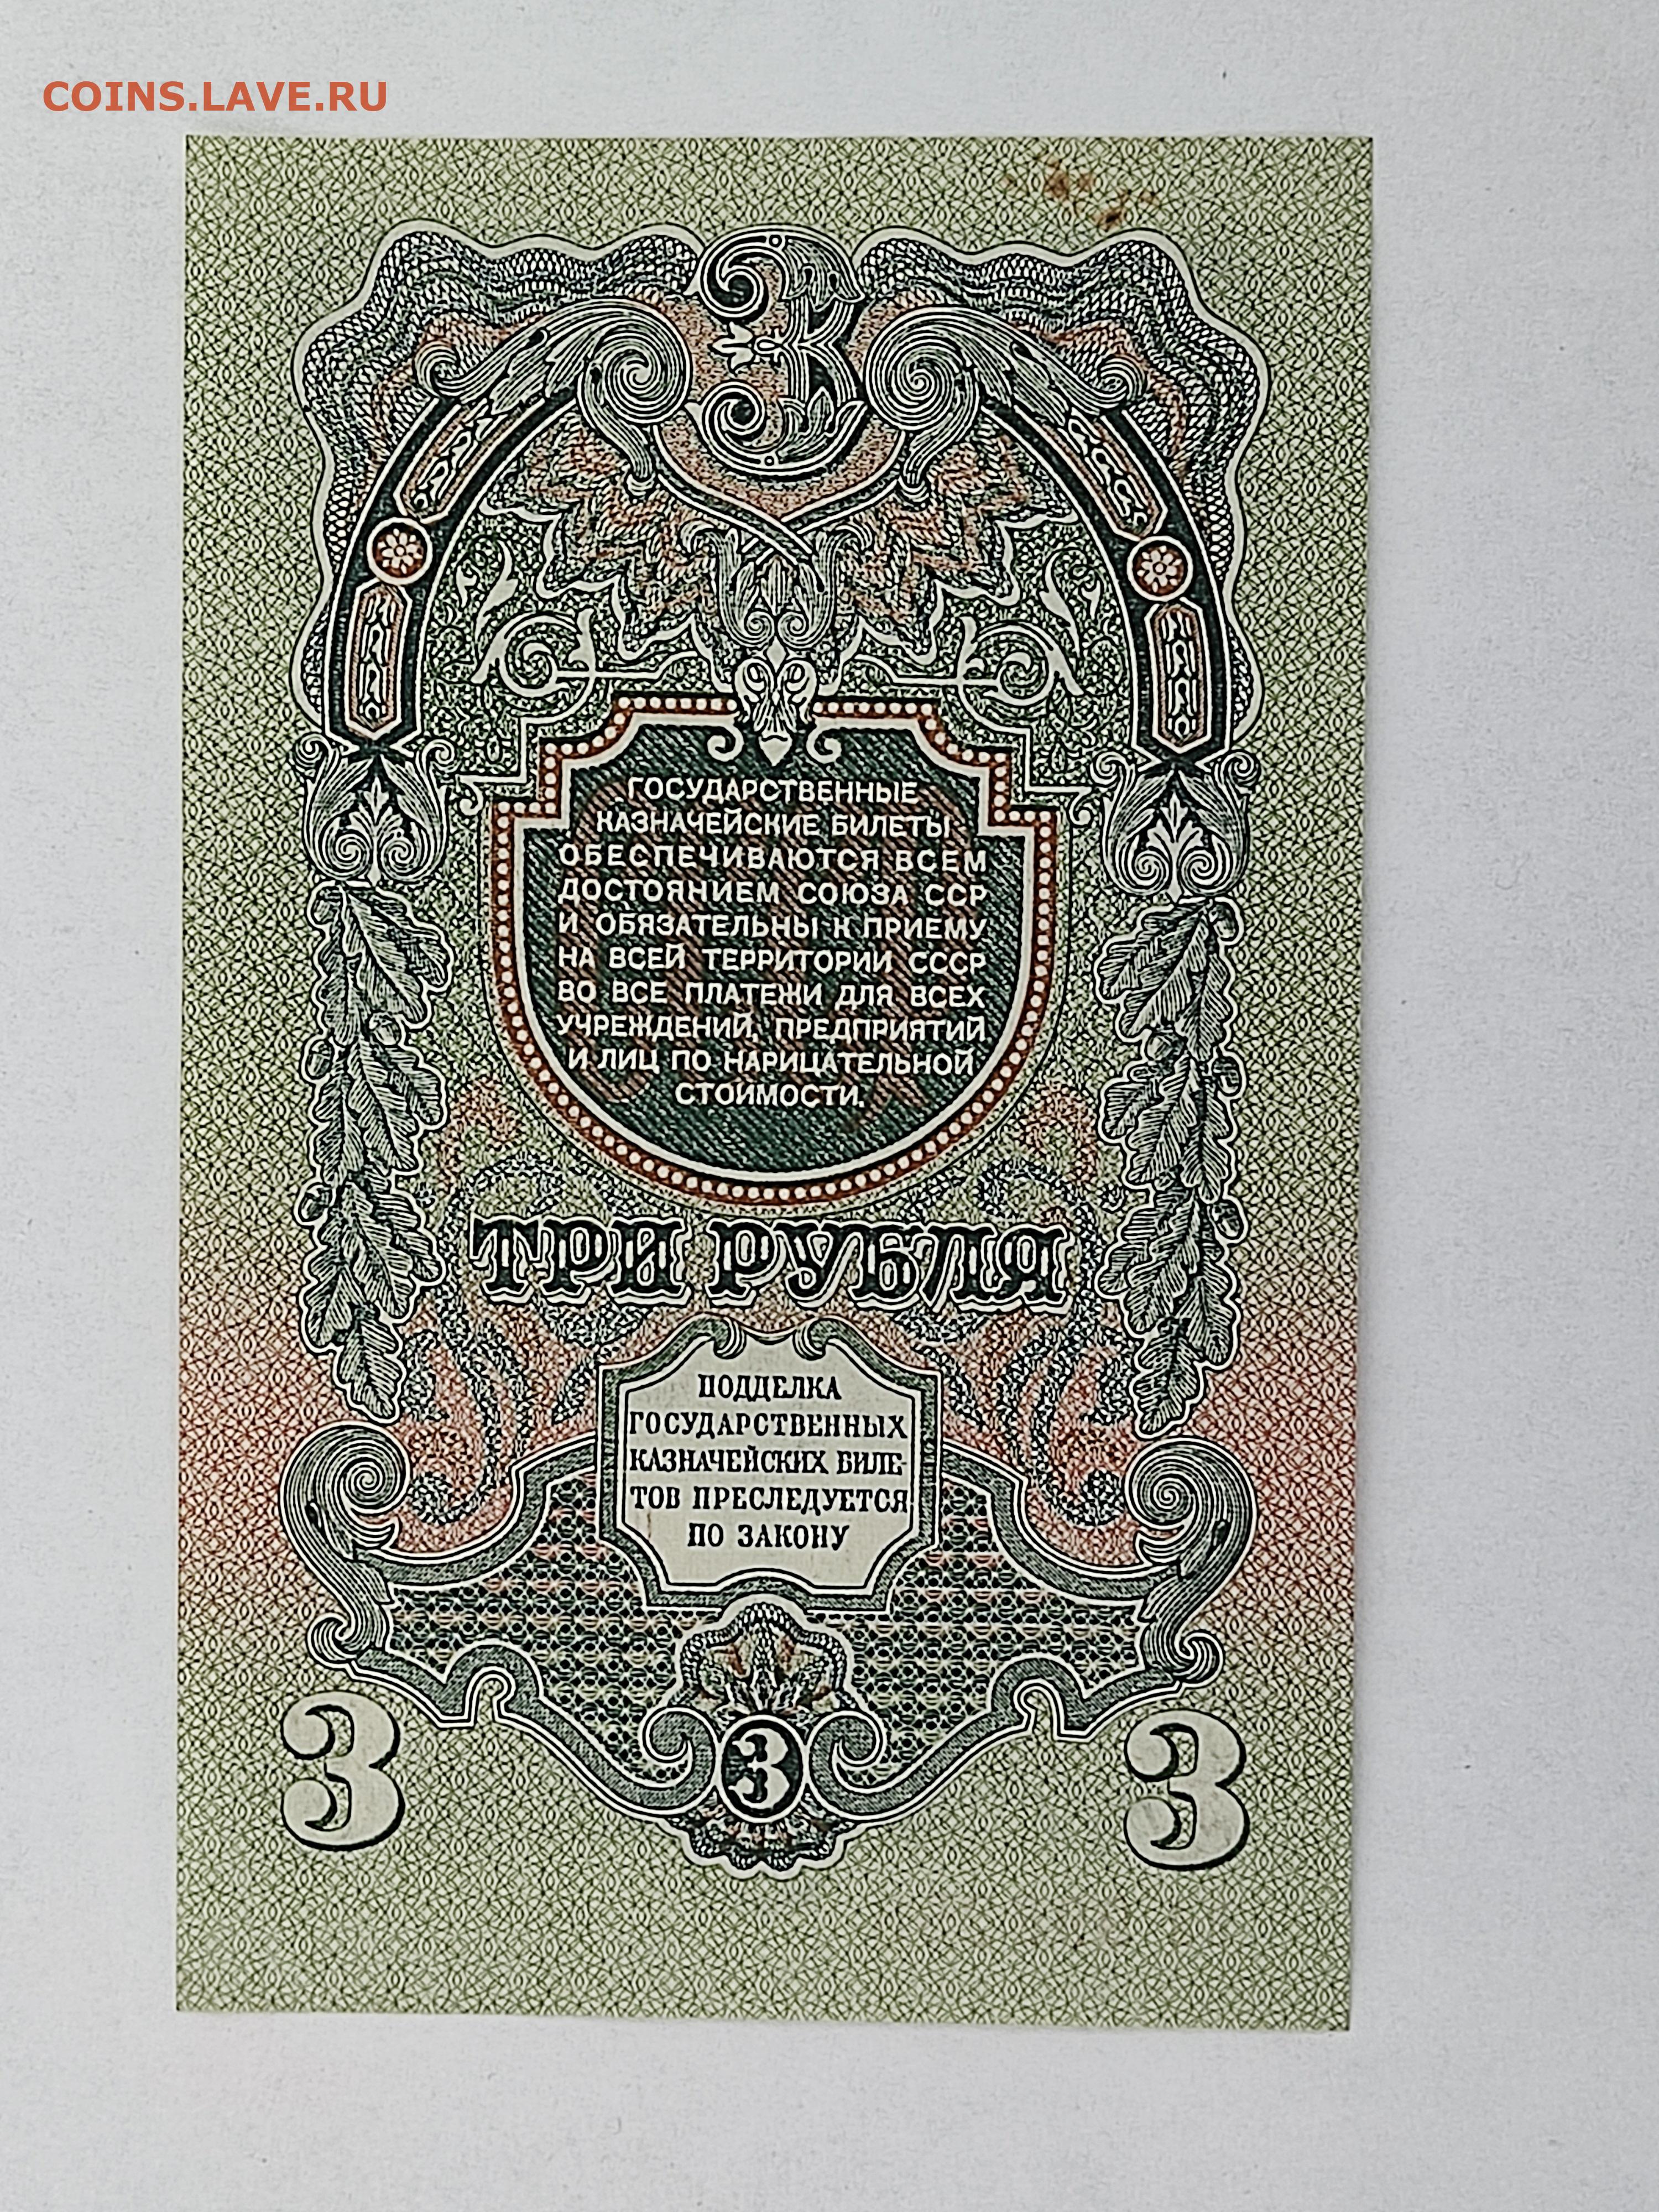 COINS.LAVE.RU
3
ГОСУДАРСТВЕННЫЕ
КАЗНАЧЕЙСКИЕ БИЛЕТЫ
ОБЕСПЕЧИВАЮТСЯ ВСЕМ
ДОСТОЯНИЕМ СОЮЗА ССР
И ОБЯЗАТЕЛЬНЫ К ПРИЕМУ
НА ВСЕЙ ТЕРРИТОРИИ СССР
ВО ВСЕ ПЛАТЕЖИ ДЛЯ ВСЕХ
УЧРЕЖДЕНИЙ, ПРЕДПРИЯТИЙ
И ЛИЦ ПО НАРИЦАТЕЛЬНОЙ
СТОИМОСТИ.
ТРИ РУБЛЯ
ПОДДЕЛКА
ГОСУДАРСТВЕННЫХ
КАЗНАЧЕЙСКИХ БИЛЕ-
ТОВ ПРЕСЛЕДУЕТСЯ
ПО ЗАКОНУ
3 3 3